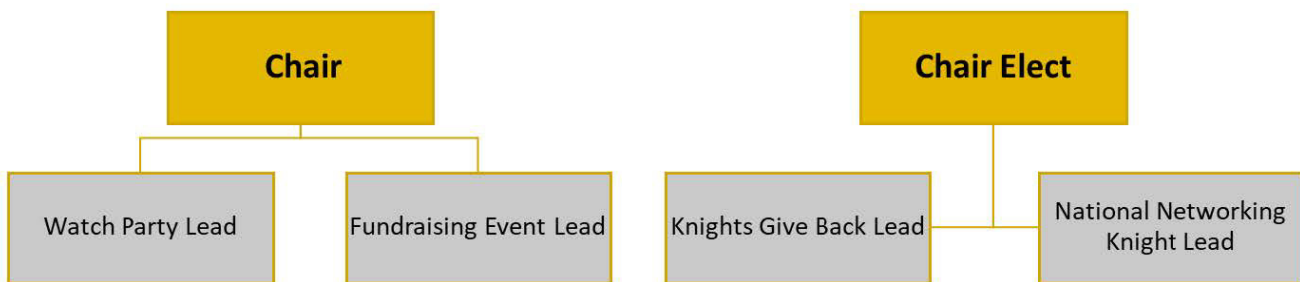 Chair
Chair Elect
Watch Party Lead
Fundraising Event Lead
Knights Give Back Lead
National Networking
Knight Lead